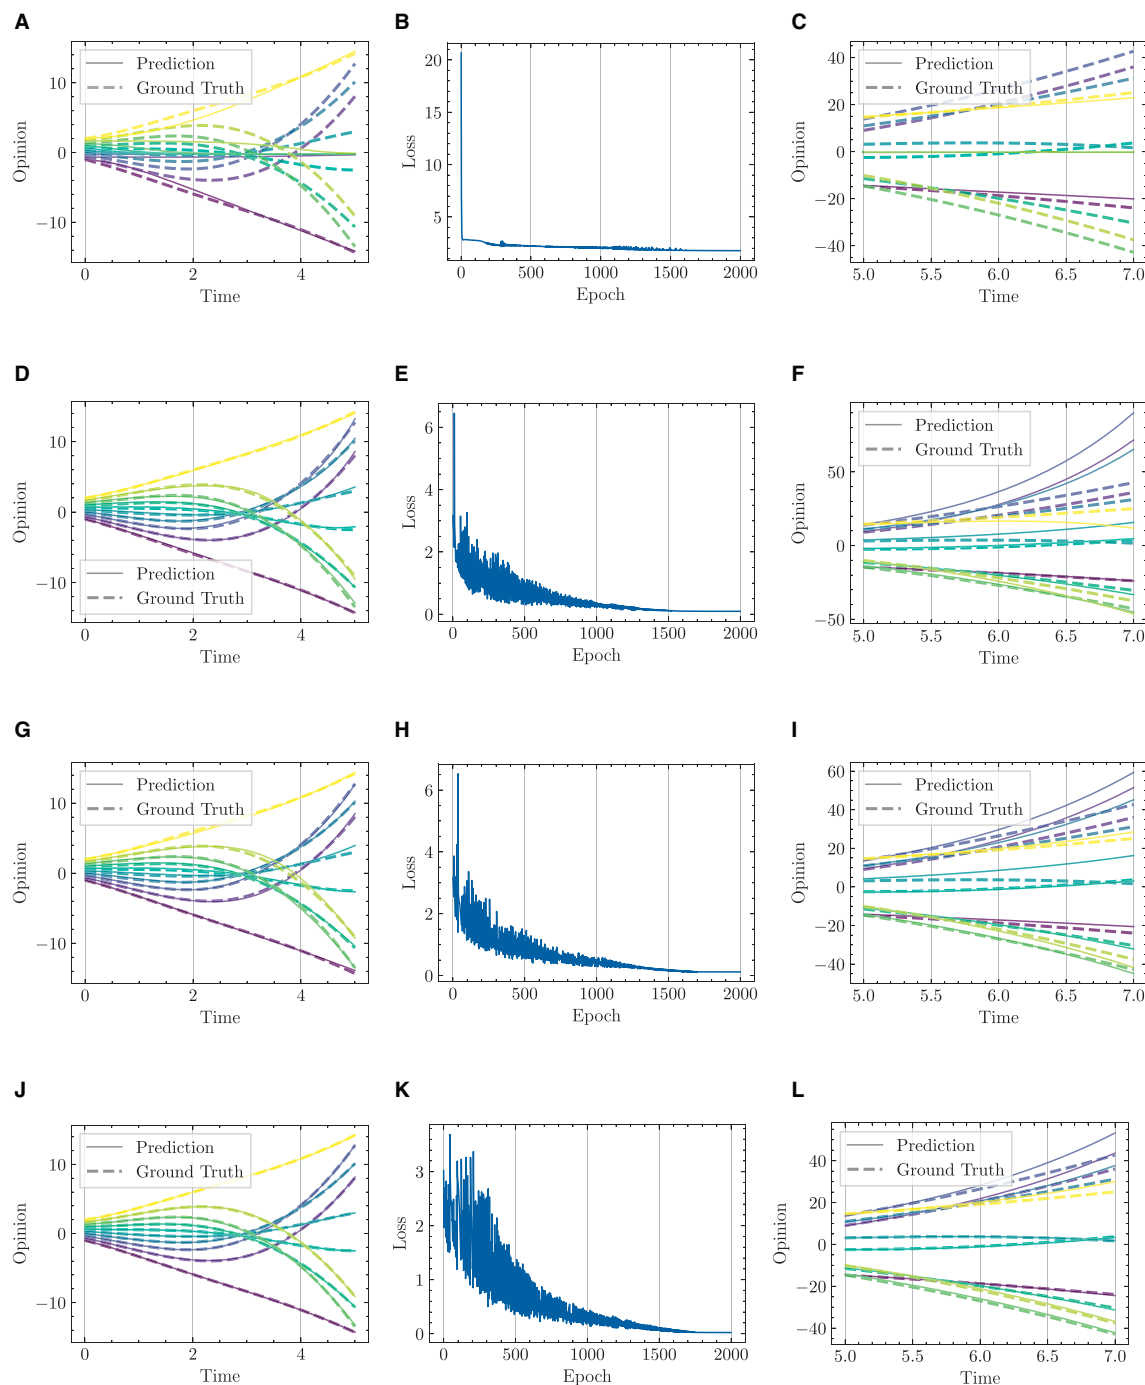 A
B
C
Prediction
Ground Truth
10
0
−10
Opinion
0
2
4
Time
20
15
10
5
Loss
0
500
1000
1500
2000
Epoch
Prediction
Ground Truth
40
20
0
−20
−40
Opinion
5.0
5.5
6.0
6.5
7.0
Time
D
E
F
10
0
−10
Opinion
Prediction
Ground Truth
0
2
4
Time
6
4
2
0
Loss
0
500
1000
1500
2000
Epoch
Prediction
Ground Truth
50
0
−50
Opinion
5.0
5.5
6.0
6.5
7.0
Time
G
H
I
Prediction
Ground Truth
10
0
−10
Opinion
0
2
4
Time
6
4
2
0
Loss
0
500
1000
1500
2000
Epoch
Prediction
Ground Truth
60
40
20
0
−20
−40
Opinion
5.0
5.5
6.0
6.5
7.0
Time
J
K
L
Prediction
Ground Truth
10
0
−10
Opinion
0
2
4
Time
3
2
1
0
Loss
0
500
1000
1500
2000
Epoch
Prediction
Ground Truth
40
20
0
−20
−40
Opinion
5.0
5.5
6.0
6.5
7.0
Time